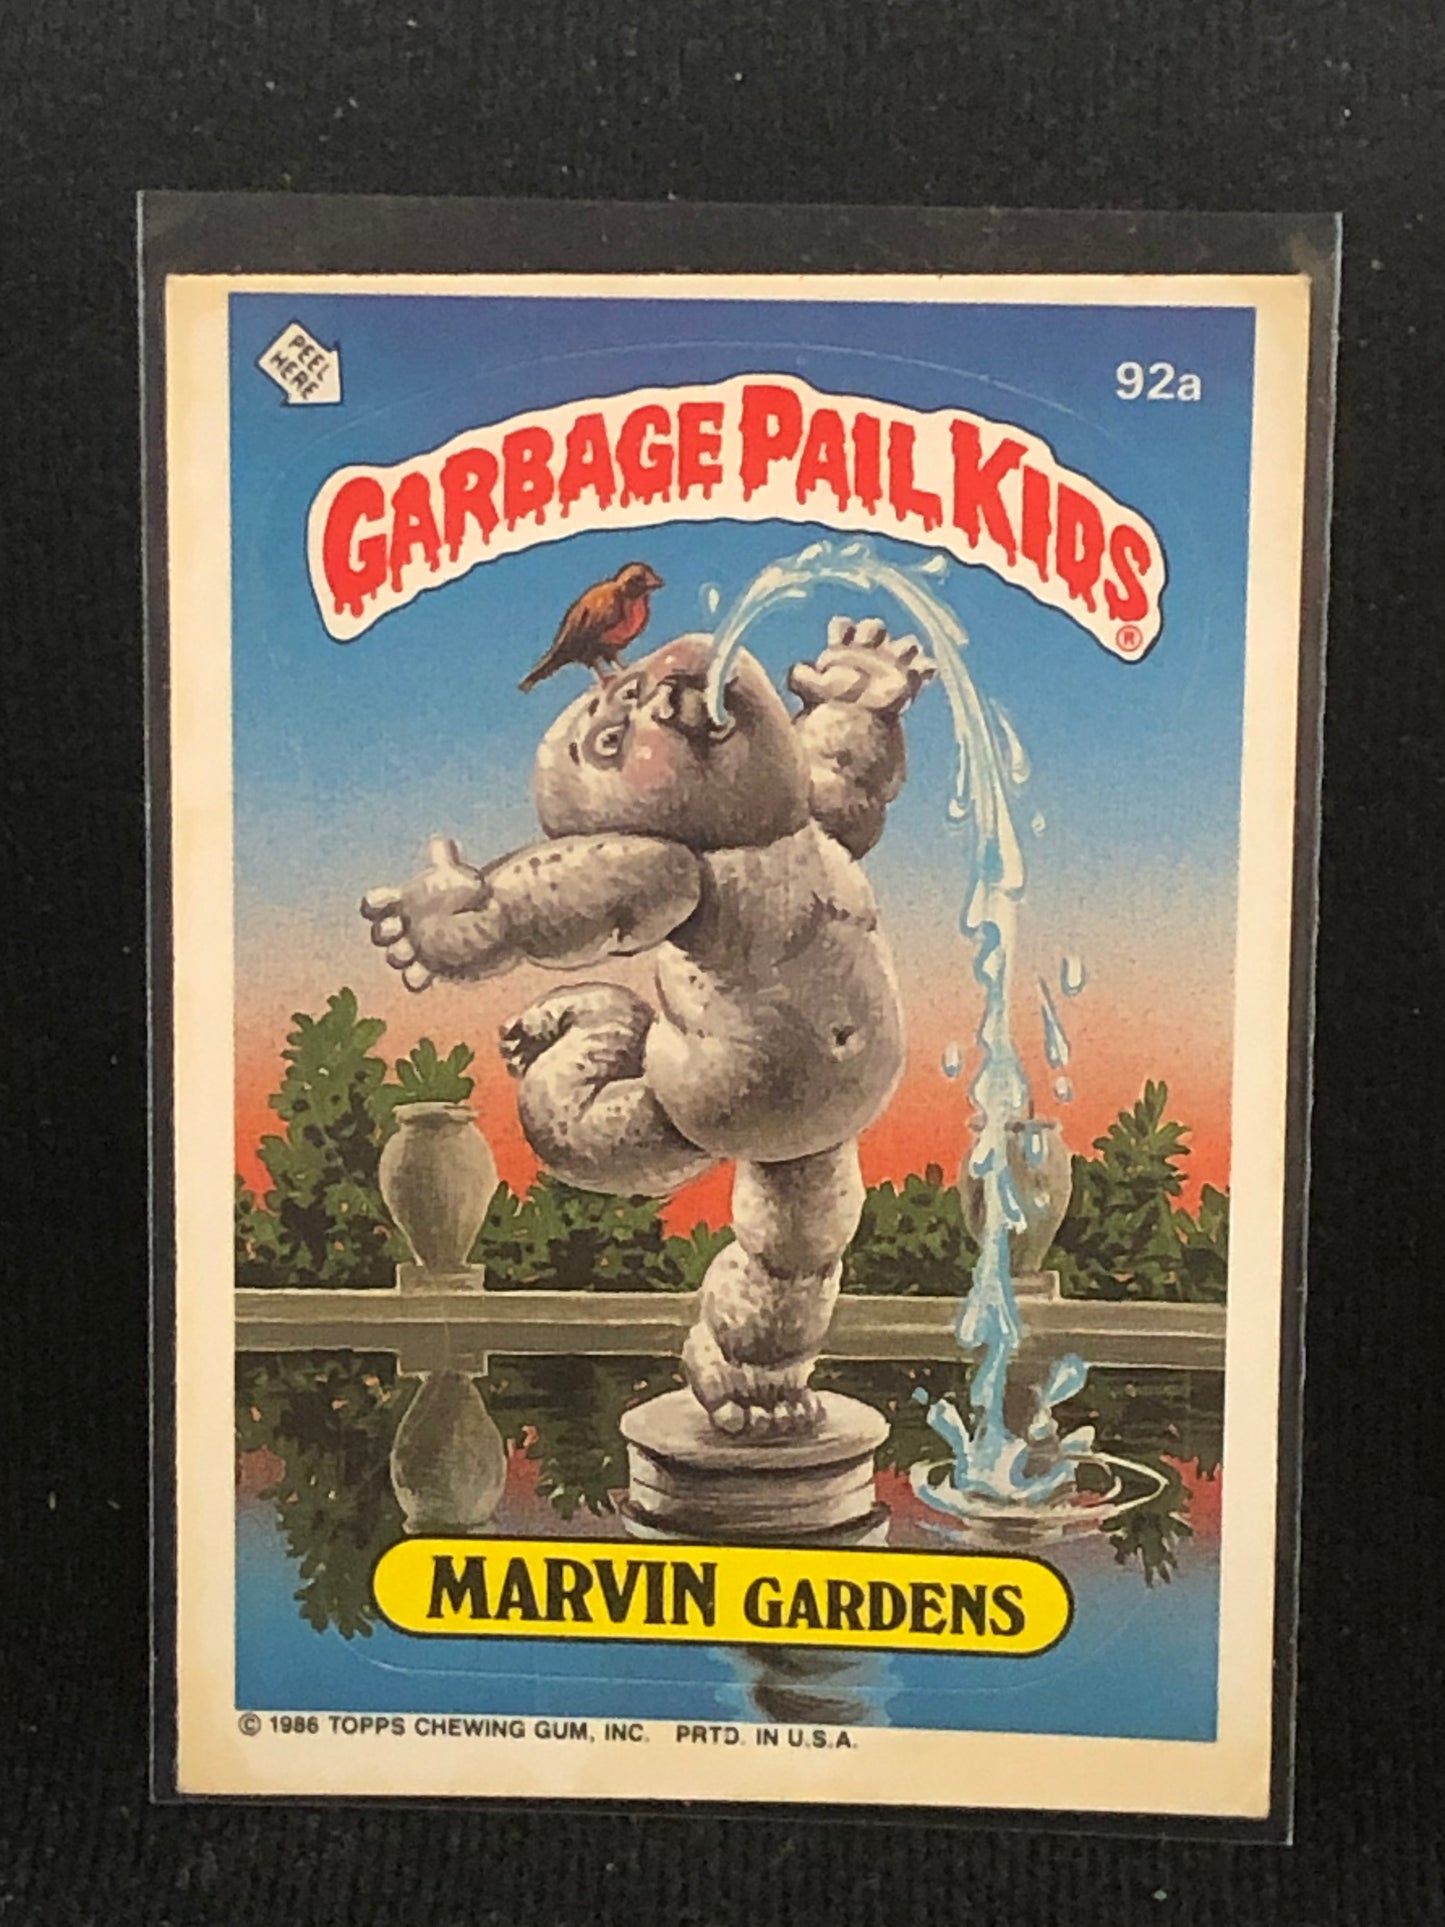 PEEL
HERE
92a
GARBAGE PAIL KIDS®
MARVIN GARDENS
© 1986 TOPPS CHEWING GUM, INC. PRTD. IN U.S.A.